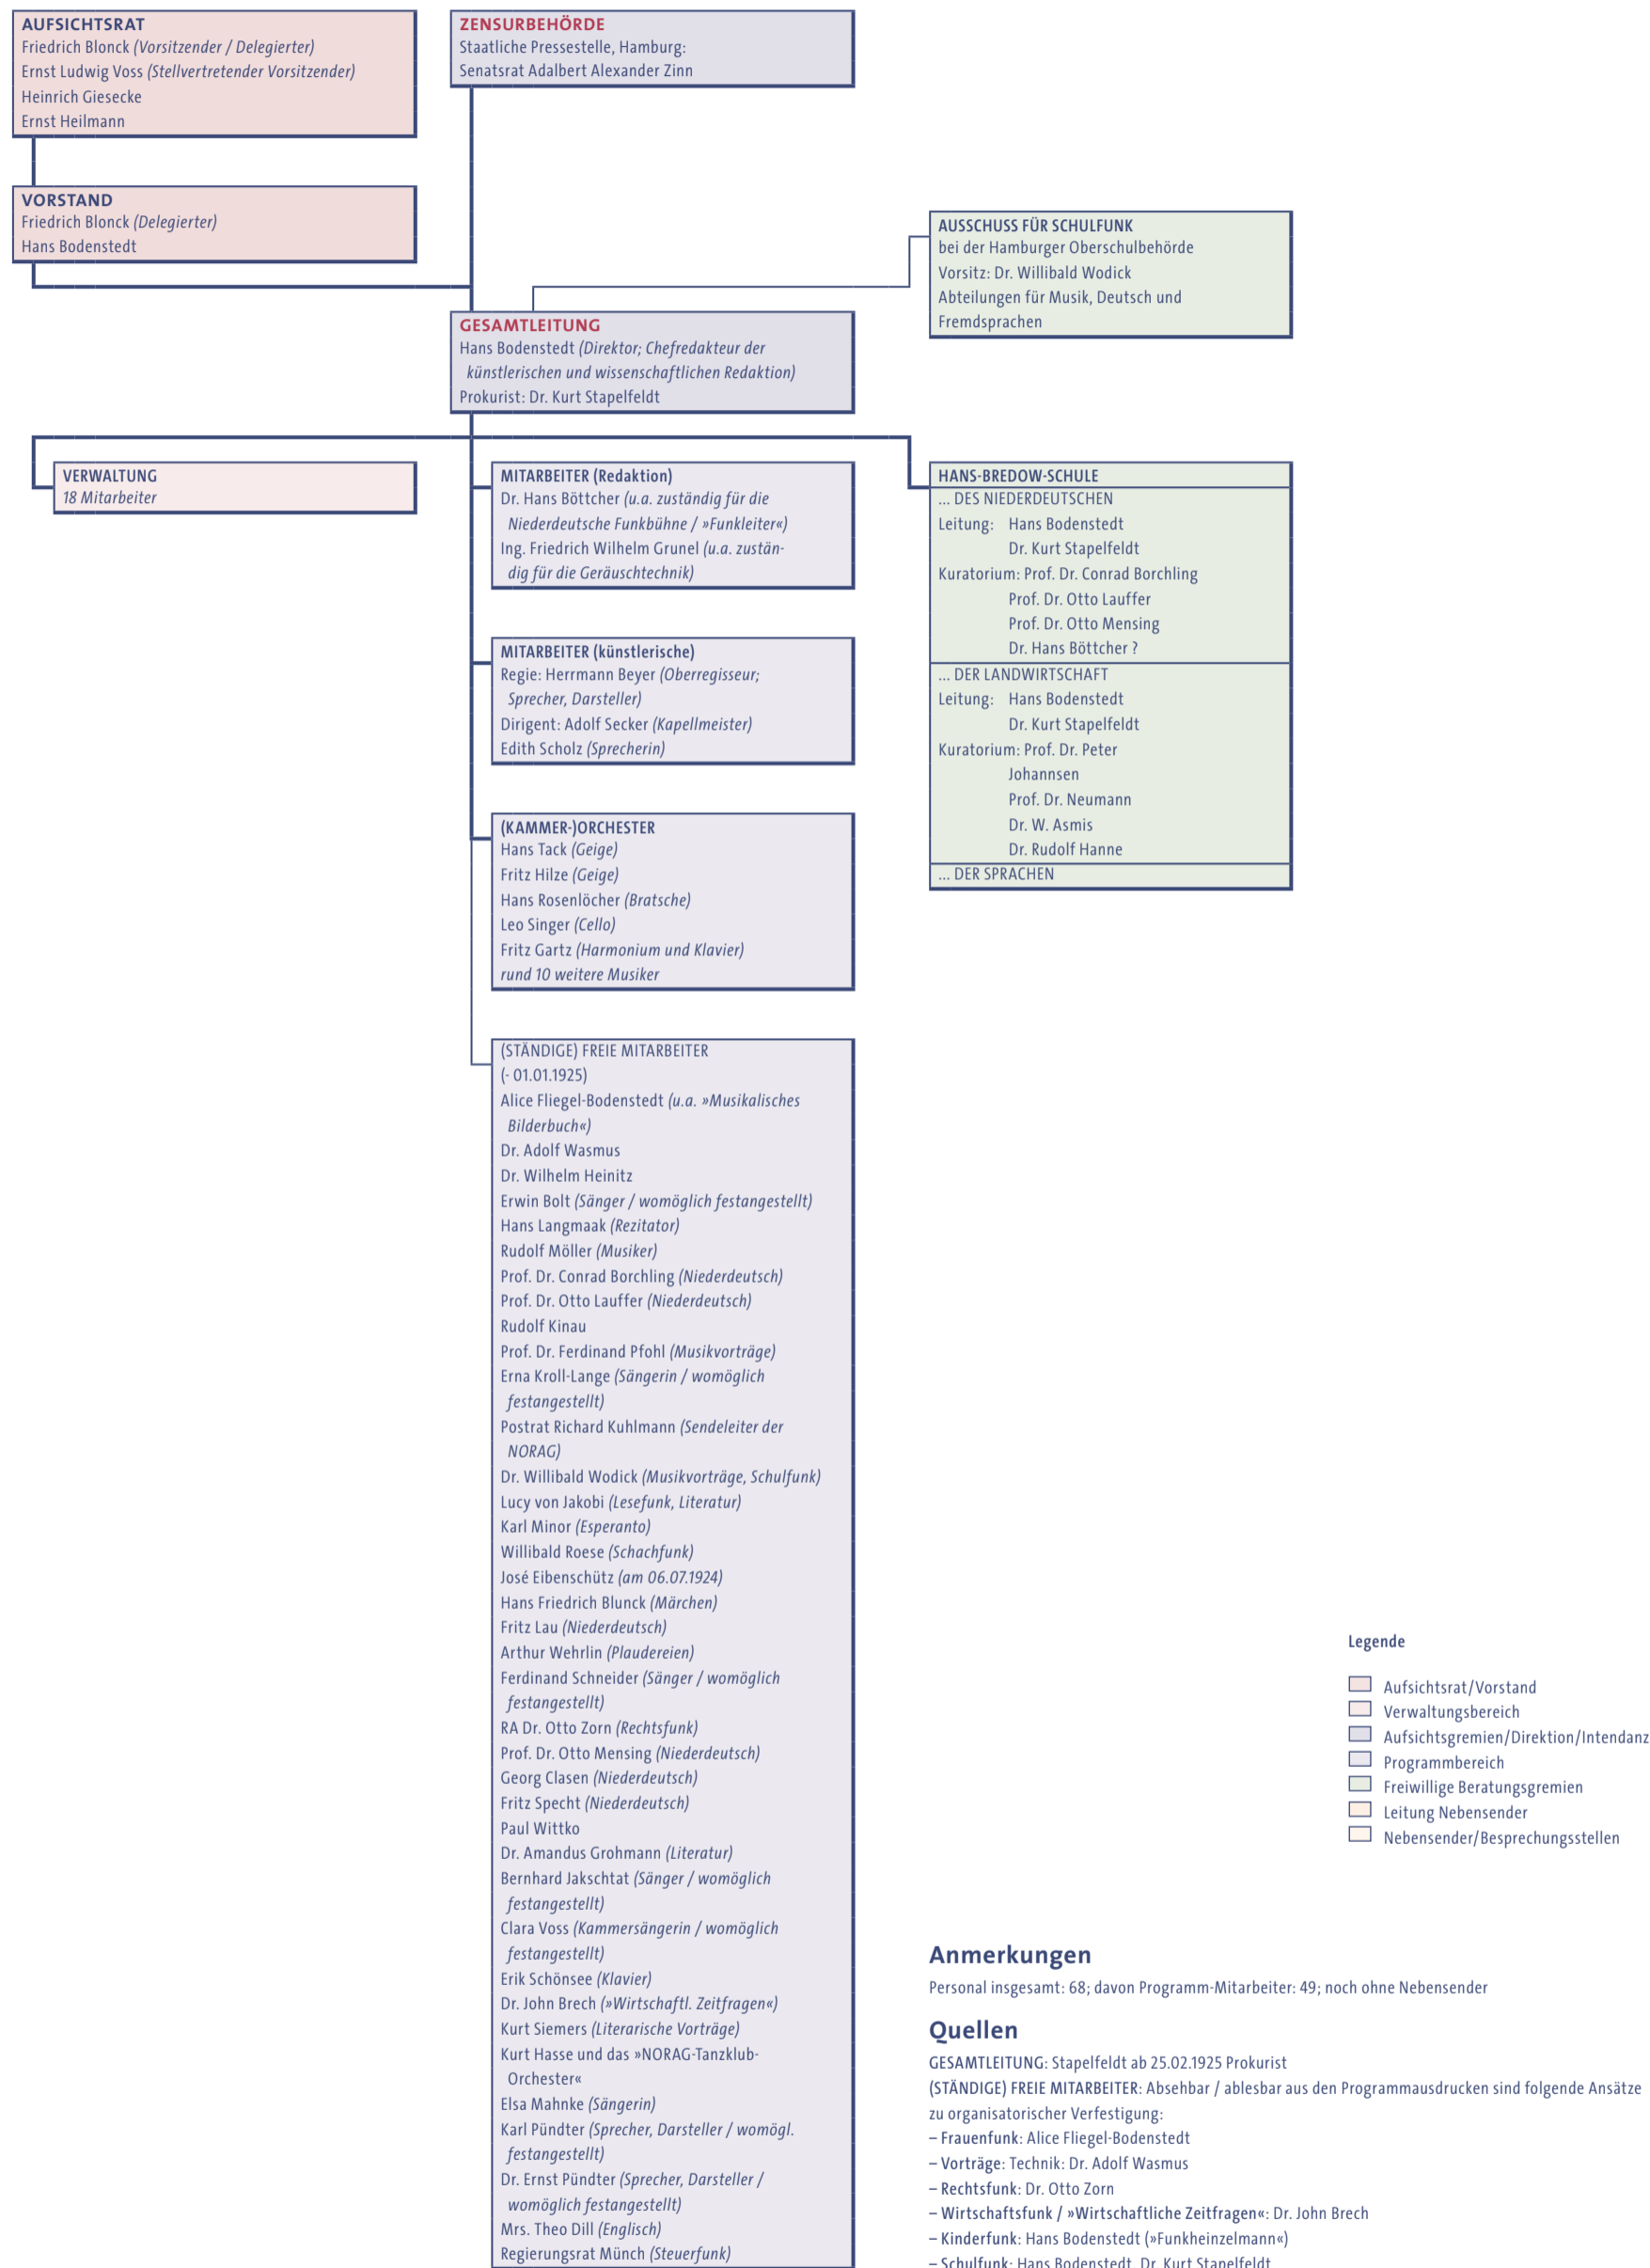 AUFSICHTSRAT
Friedrich Blonck (Vorsitzender / Delegierter)
Ernst Ludwig Voss (Stellvertretender Vorsitzender)
Heinrich Giesecke
Ernst Heilmann
ZENSURBEHÖRDE
Staatliche Pressestelle, Hamburg:
Senatsrat Adalbert Alexander Zinn
VORSTAND
Friedrich Blonck (Delegierter)
Hans Bodenstedt
AUSSCHUSS FÜR SCHULFUNK
bei der Hamburger Oberschulbehörde
Vorsitz: Dr. Willibald Wodick
Abteilungen für Musik, Deutsch und
Fremdsprachen
GESAMTLEITUNG
Hans Bodenstedt (Direktor; Chefredakteur der
künstlerischen und wissenschaftlichen Redaktion)
Prokurist: Dr. Kurt Stapelfeldt
VERWALTUNG
18 Mitarbeiter
MITARBEITER (Redaktion)
Dr. Hans Böttcher (u.a. zuständig für die
Niederdeutsche Funkbühne / »Funkleiter«)
Ing. Friedrich Wilhelm Grunel (u.a. zustän-
dig für die Geräuschtechnik)
MITARBEITER (künstlerische)
Regie: Herrmann Beyer (Oberregisseur;
Sprecher, Darsteller)
Dirigent: Adolf Secker (Kapellmeister)
Edith Scholz (Sprecherin)
(KAMMER-)ORCHESTER
Hans Tack (Geige)
Fritz Hilze (Geige)
Hans Rosenlöcher (Bratsche)
Leo Singer (Cello)
Fritz Gartz (Harmonium und Klavier)
rund 10 weitere Musiker
(STÄNDIGE) FREIE MITARBEITER
(- 01.01.1925)
Alice Fliegel-Bodenstedt (u.a. »Musikalisches
Bilderbuch«)
Dr. Adolf Wasmus
Dr. Wilhelm Heinitz
Erwin Bolt (Sänger / womöglich festangestellt)
Hans Langmaak (Rezitator)
Rudolf Möller (Musiker)
Prof. Dr. Conrad Borchling (Niederdeutsch)
Prof. Dr. Otto Lauffer (Niederdeutsch)
Rudolf Kinau
Prof. Dr. Ferdinand Pfohl (Musikvorträge)
Erna Kroll-Lange (Sängerin / womöglich
festangestellt)
Postrat Richard Kuhlmann (Sendeleiter der
NORAG)
Dr. Willibald Wodick (Musikvorträge, Schulfunk)
Lucy von Jakobi (Lesefunk, Literatur)
Karl Minor (Esperanto)
Willibald Roese (Schachfunk)
José Eibenschütz (am 06.07.1924)
Hans Friedrich Blunck (Märchen)
Fritz Lau (Niederdeutsch)
Arthur Wehrlin (Plaudereien)
Ferdinand Schneider (Sänger / womöglich
festangestellt)
RA Dr. Otto Zorn (Rechtsfunk)
Prof. Dr. Otto Mensing (Niederdeutsch)
Georg Clasen (Niederdeutsch)
Fritz Specht (Niederdeutsch)
Paul Wittko
Dr. Amandus Grohmann (Literatur)
Bernhard Jakschtat (Sänger / womöglich
festangestellt)
Clara Voss (Kammersängerin / womöglich
festangestellt)
Erik Schönsee (Klavier)
Dr. John Brech (»Wirtschaftl. Zeitfragen«)
Kurt Siemers (Literarische Vorträge)
Kurt Hasse und das »NORAG-Tanzklub-
Orchester«
Elsa Mahnke (Sängerin)
Karl Pündter (Sprecher, Darsteller / womögl.
festangestellt)
Dr. Ernst Pündter (Sprecher, Darsteller /
womöglich festangestellt)
Mrs. Theo Dill (Englisch)
Regierungsrat Münch (Steuerfunk)
HANS-BREDOW-SCHULE
... DES NIEDERDEUTSCHEN
Leitung: Hans Bodenstedt
Dr. Kurt Stapelfeldt
Kuratorium: Prof. Dr. Conrad Borchling
Prof. Dr. Otto Lauffer
Prof. Dr. Otto Mensing
Dr. Hans Böttcher ?
... DER LANDWIRTSCHAFT
Leitung: Hans Bodenstedt
Dr. Kurt Stapelfeldt
Kuratorium: Prof. Dr. Peter
Johannsen
Prof. Dr. Neumann
Dr. W. Asmis
Dr. Rudolf Hanne
... DER SPRACHEN
Legende
Aufsichtsrat/Vorstand
Verwaltungsbereich
Aufsichtsgremien/Direktion/Intendanz
Programmbereich
Freiwillige Beratungsgremien
Leitung Nebensender
Nebensender/Besprechungsstellen
Anmerkungen
Personal insgesamt: 68; davon Programm-Mitarbeiter: 49; noch ohne Nebensender
Quellen
GESAMTLEITUNG: Stapelfeldt ab 25.02.1925 Prokurist
(STÄNDIGE) FREIE MITARBEITER: Absehbar / ablesbar aus den Programmausdrucken sind folgende Ansätze
zu organisatorischer Verfestigung:
– Frauenfunk: Alice Fliegel-Bodenstedt
– Vorträge: Technik: Dr. Adolf Wasmus
– Rechtsfunk: Dr. Otto Zorn
– Wirtschaftsfunk / »Wirtschaftliche Zeitfragen«: Dr. John Brech
– Kinderfunk: Hans Bodenstedt (»Funkheinzelmann«)
– Schulfunk: Hans Bodenstedt, Dr. Kurt Stapelfeldt